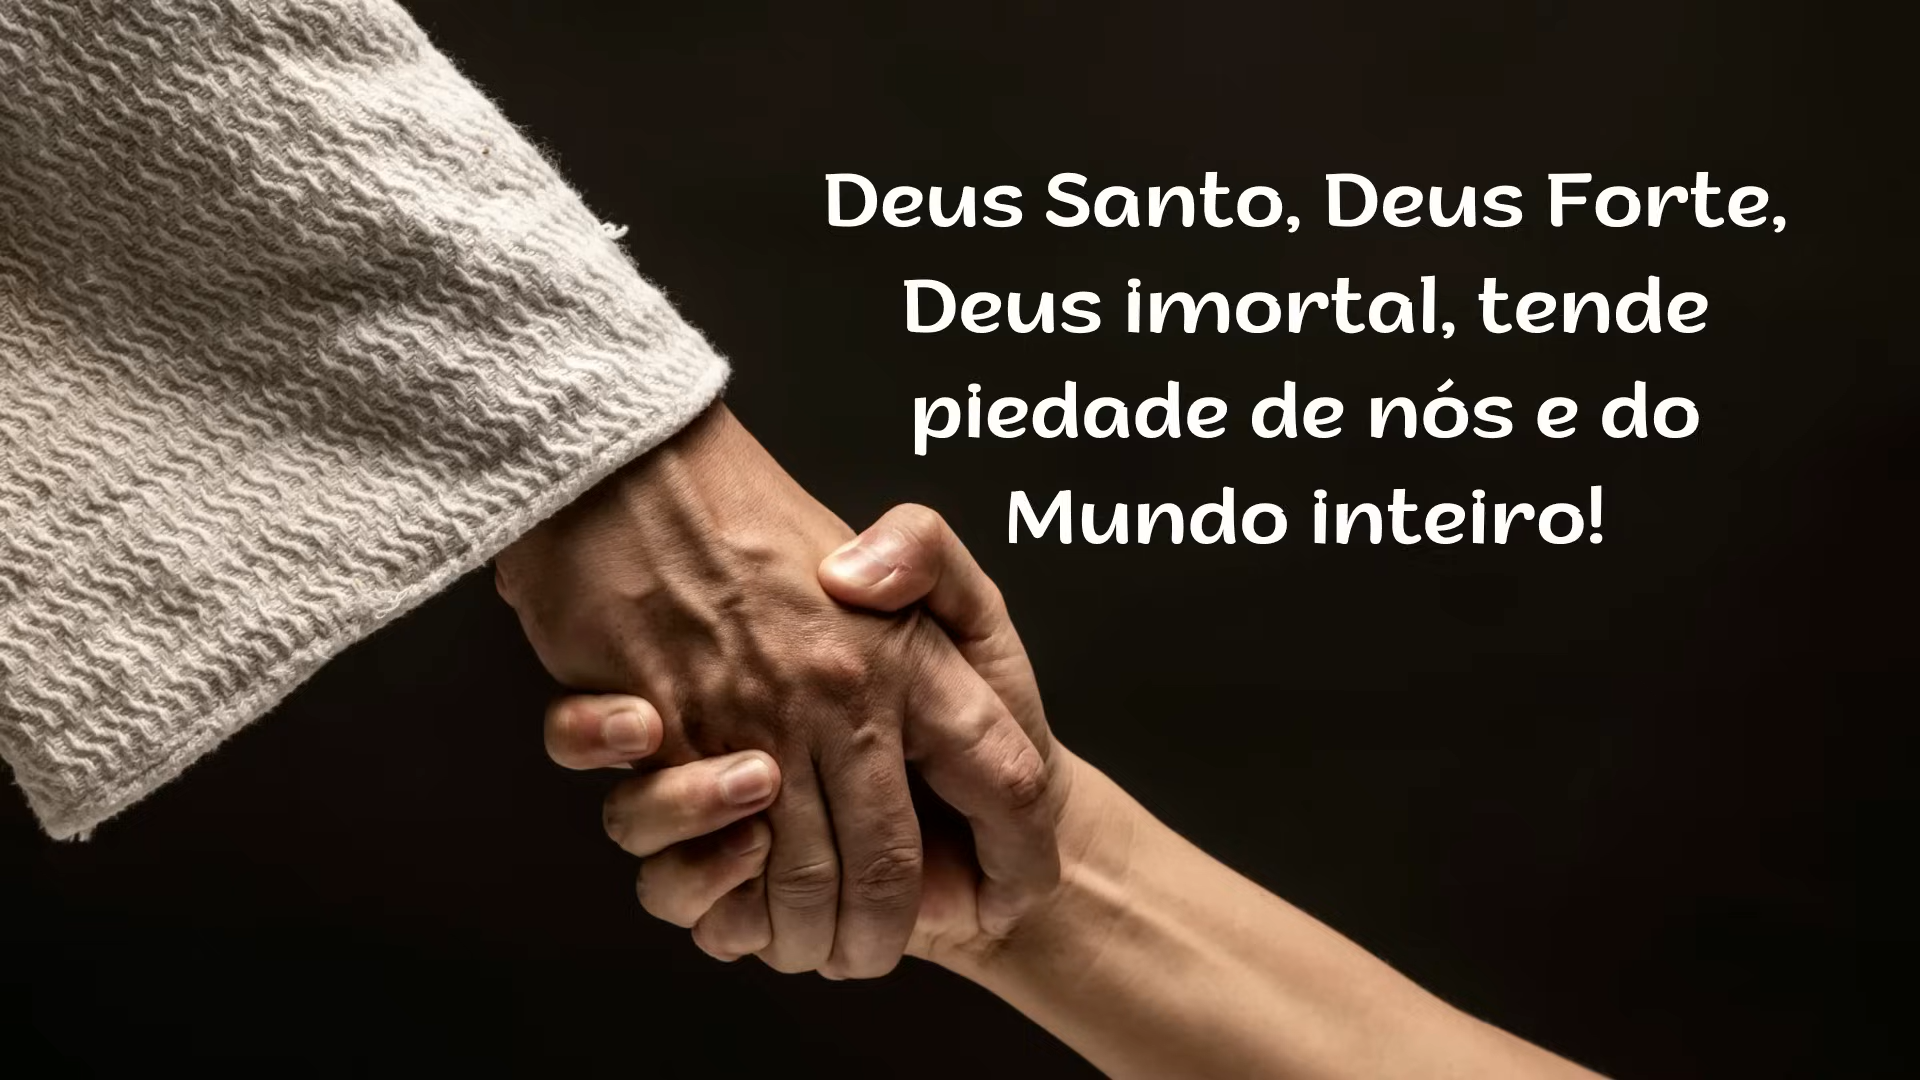 Deus Santo, Deus Forte,
Deus imortal, tende
piedade de nós e do
Mundo inteiro!